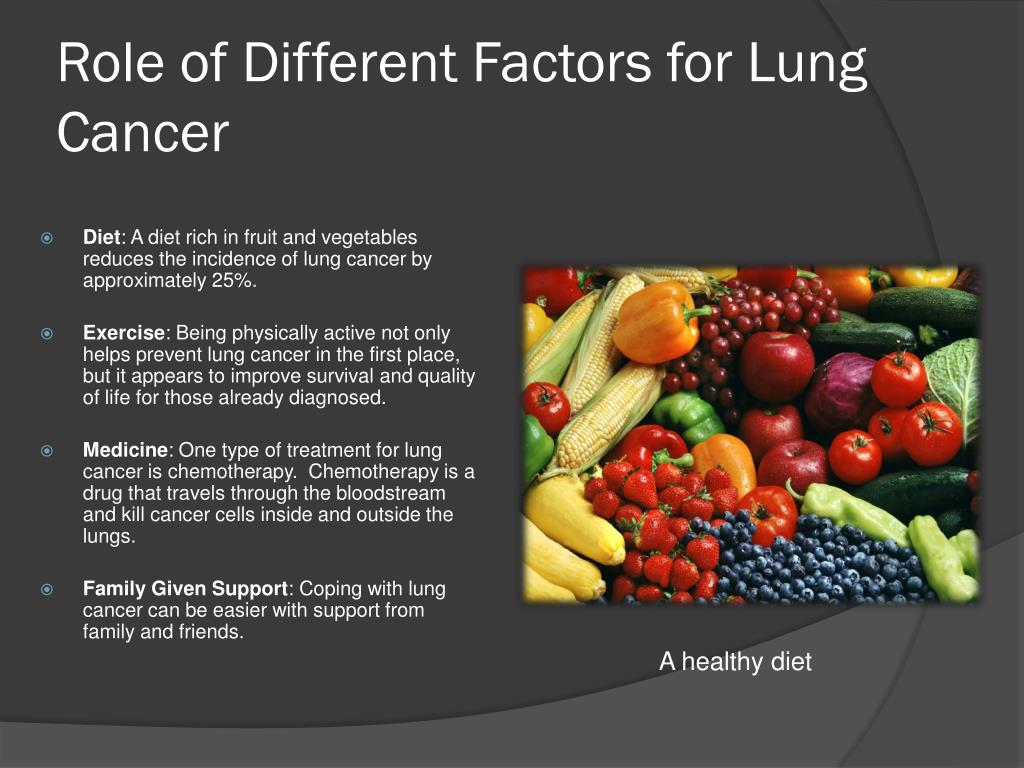 Role of Different Factors for Lung
Cancer
Diet: A diet rich in fruit and vegetables
reduces the incidence of lung cancer by
approximately 25%.
Exercise: Being physically active not only
helps prevent lung cancer in the first place,
but it appears to improve survival and quality
of life for those already diagnosed.
Medicine: One type of treatment for lung
cancer is chemotherapy.  Chemotherapy is a
drug that travels through the bloodstream
and kill cancer cells inside and outside the
lungs.
Family Given Support: Coping with lung
cancer can be easier with support from
family and friends.
A healthy diet